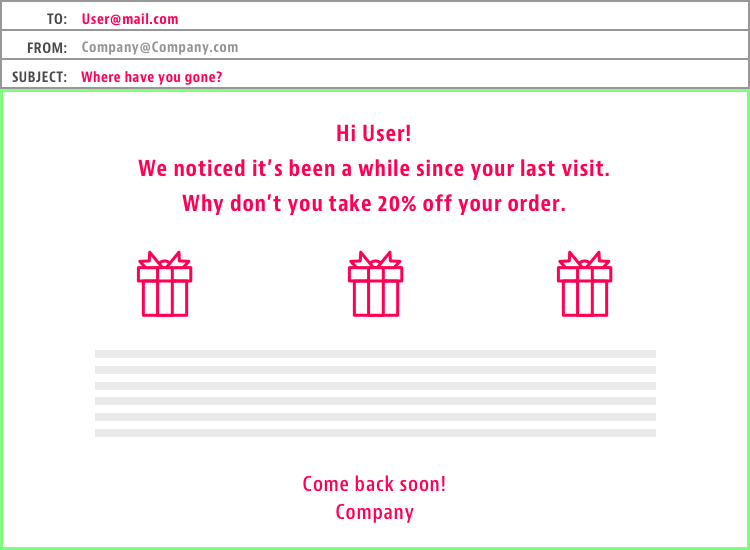 TO: User@mail.com
FROM: Company@Company.com
SUBJECT: Where have you gone?
Hi User!
We noticed it's been a while since your last visit.
Why don't you take 20% off your order.
Come back soon!
Company